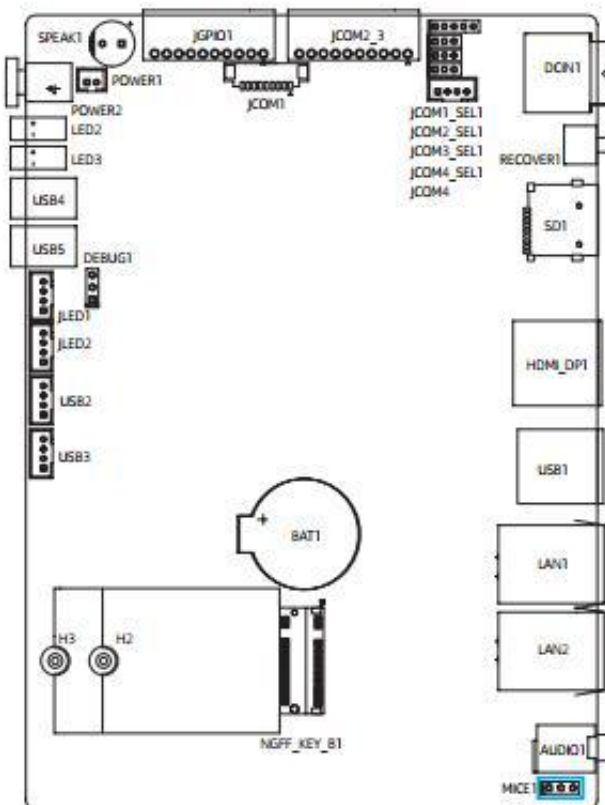 SPEAK1
JGPIO1
JCOM2_3
POWER1
JCOM1
DCIN1
POWER2
JCOM1_SEL1
LED2
JCOM2_SEL1
JCOM3_SEL1
RECOVER1
LED3
JCOM4_SEL1
JCOM4
USB4
SD1
USB5
DEBUG1
JLED1
JLED2
HDMI_DP1
USB2
USB3
USB1
BAT1
LAN1
H3
H2
LAN2
NGFF_KEY_B1
AUDIO1
MICE1